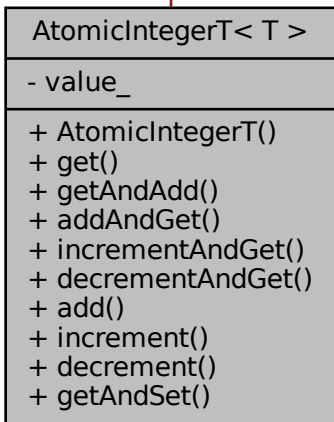 AtomicIntegerT< T >
- value_
+ AtomicIntegerT()
+ get()
+ getAndAdd()
+ addAndGet()
+ incrementAndGet()
+ decrementAndGet()
+ add()
+ increment()
+ decrement()
+ getAndSet()